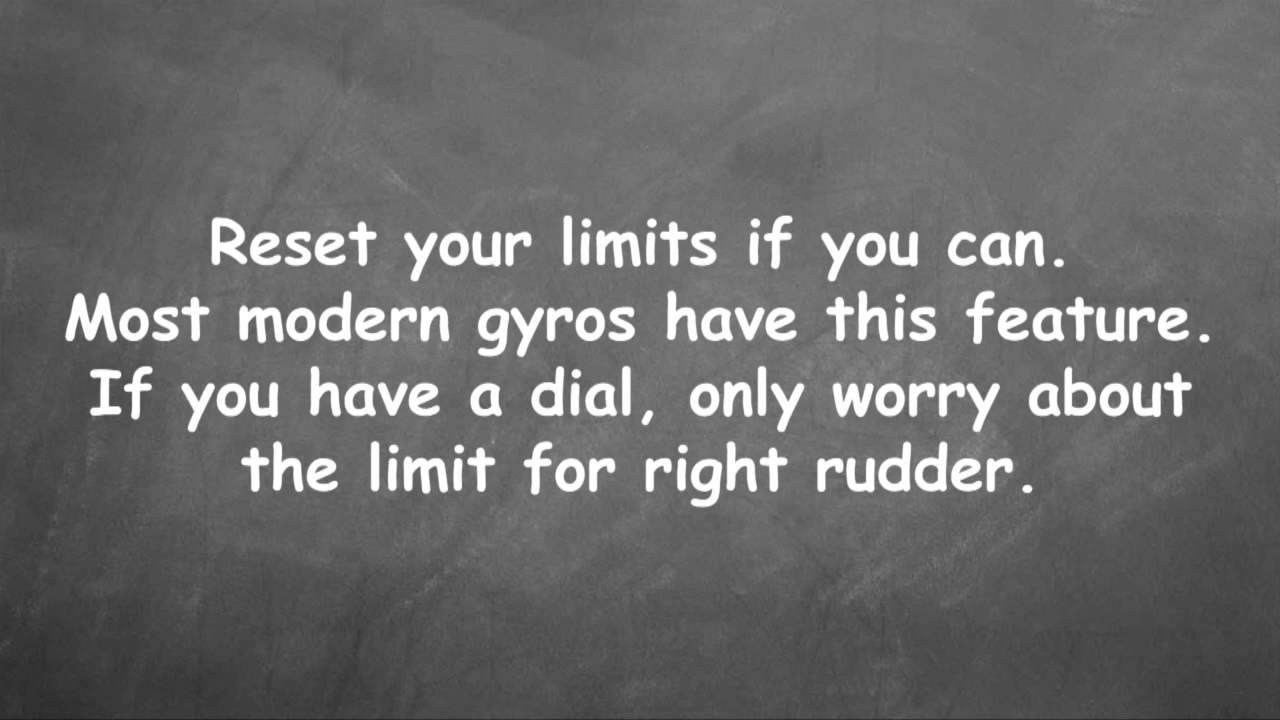 Reset your limits if you can.
Most modern gyros have this feature.
If you have a dial, only worry about
the limit for right rudder.